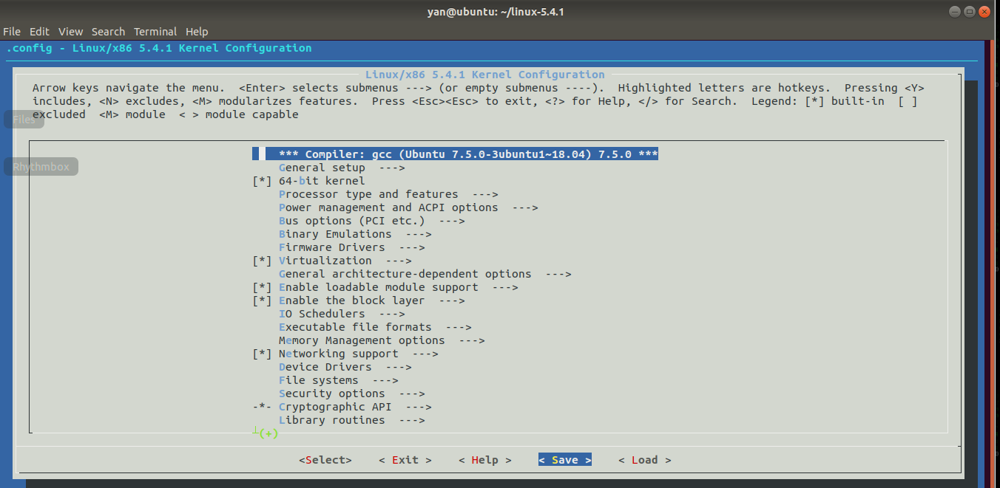 yan@ubuntu: ~/linux-5.4.1
File Edit View Search Terminal Help
.config - Linux/x86 5.4.1 Kernel Configuration
Linux/x86 5.4.1 Kernel Configuration
Arrow keys navigate the menu. <Enter> selects submenus ---> (or empty submenus ----). Highlighted letters are hotkeys. Pressing <Y>
includes, <N> excludes, <M> modularizes features. Press <Esc><Esc> to exit, <?> for Help, </> for Search. Legend: [*] built-in [ ]
excluded <M> module < > module capable
Files
*** Compiler: gcc (Ubuntu 7.5.0-3ubuntu1~18.04) 7.5.0 ***
General setup --->
Rhythmbox
[*] 64-bit kernel
Processor type and features --->
Power management and ACPI options --->
Bus options (PCI etc.) --->
Binary Emulations --->
Firmware Drivers --->
[*] Virtualization --->
General architecture-dependent options --->
[*] Enable loadable module support --->
[*] Enable the block layer --->
IO Schedulers --->
Executable file formats --->
Memory Management options --->
[*] Networking support --->
Device Drivers --->
File systems --->
Security options --->
-*- Cryptographic API --->
Library routines --->
(+)
<Select> < Exit > < Help > < Save > < Load >